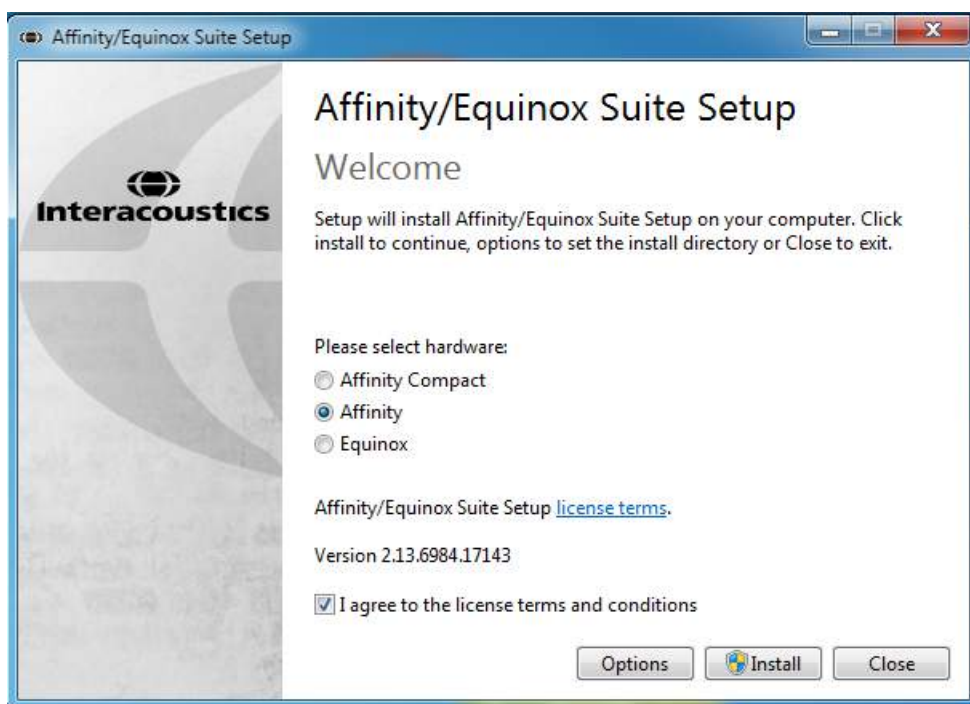 Affinity/Equinox Suite Setup
Affinity/Equinox Suite Setup
Welcome
Interacoustics
Setup will install Affinity/Equinox Suite Setup on your computer. Click
install to continue, options to set the install directory or Close to exit.
Please select hardware:
Affinity Compact
Affinity
Equinox
Affinity/Equinox Suite Setup license terms.
Version 2.13.6984.17143
I agree to the license terms and conditions
Options Install Close